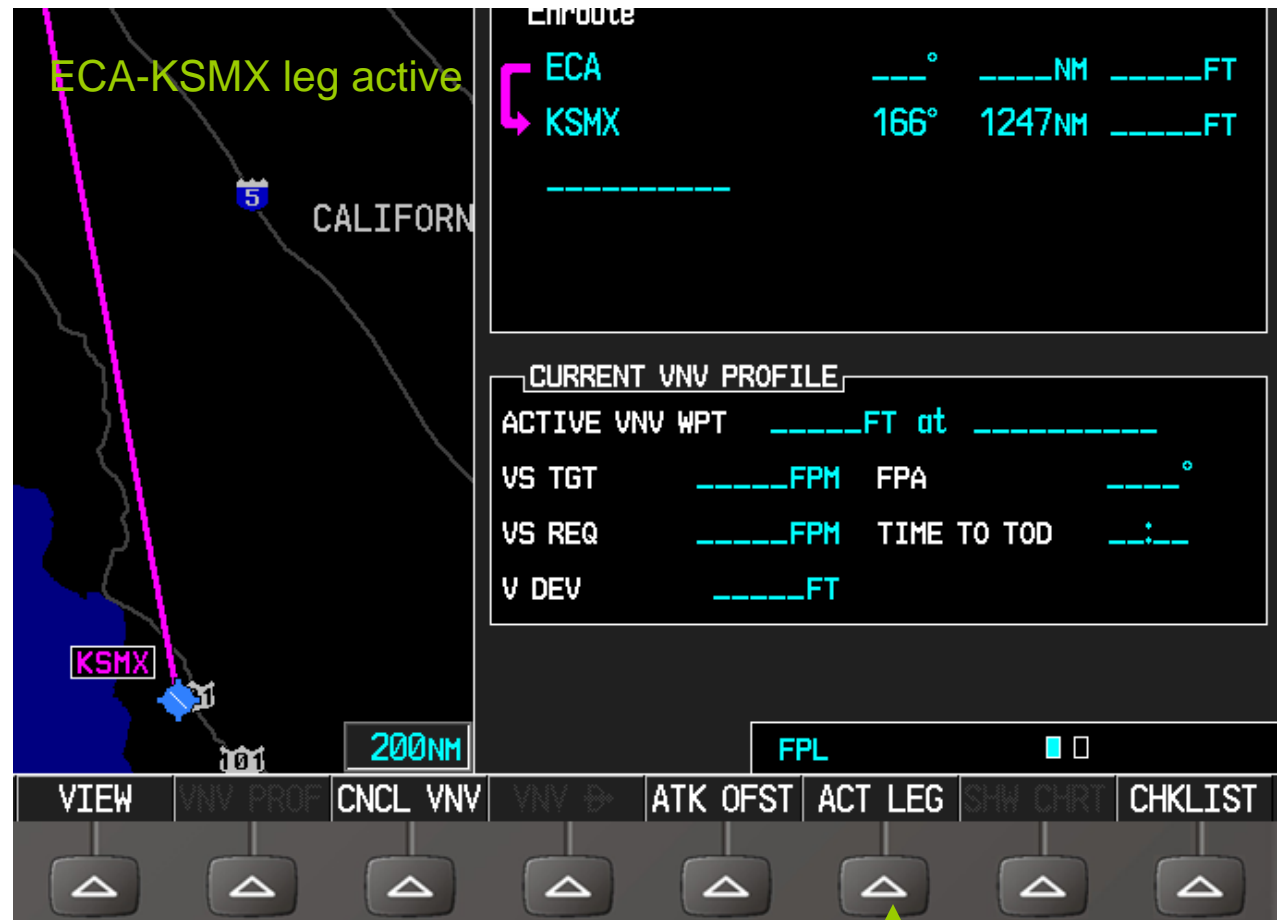 Enroute
ECA-KSMX leg active
ECA ___° ____NM _____FT
KSMX 166° 1247NM _____FT
__________
5
CALIFORN
CURRENT VNV PROFILE
ACTIVE VNV WPT _____FT at __________
VS TGT _____FPM FPA ____°
VS REQ _____FPM TIME TO TOD __:__
V DEV _____FT
KSMX
101
200NM
FPL
VIEW VNV PROF CNCL VNV VNV ATK OFST ACT LEG SHW CHRT CHKLIST